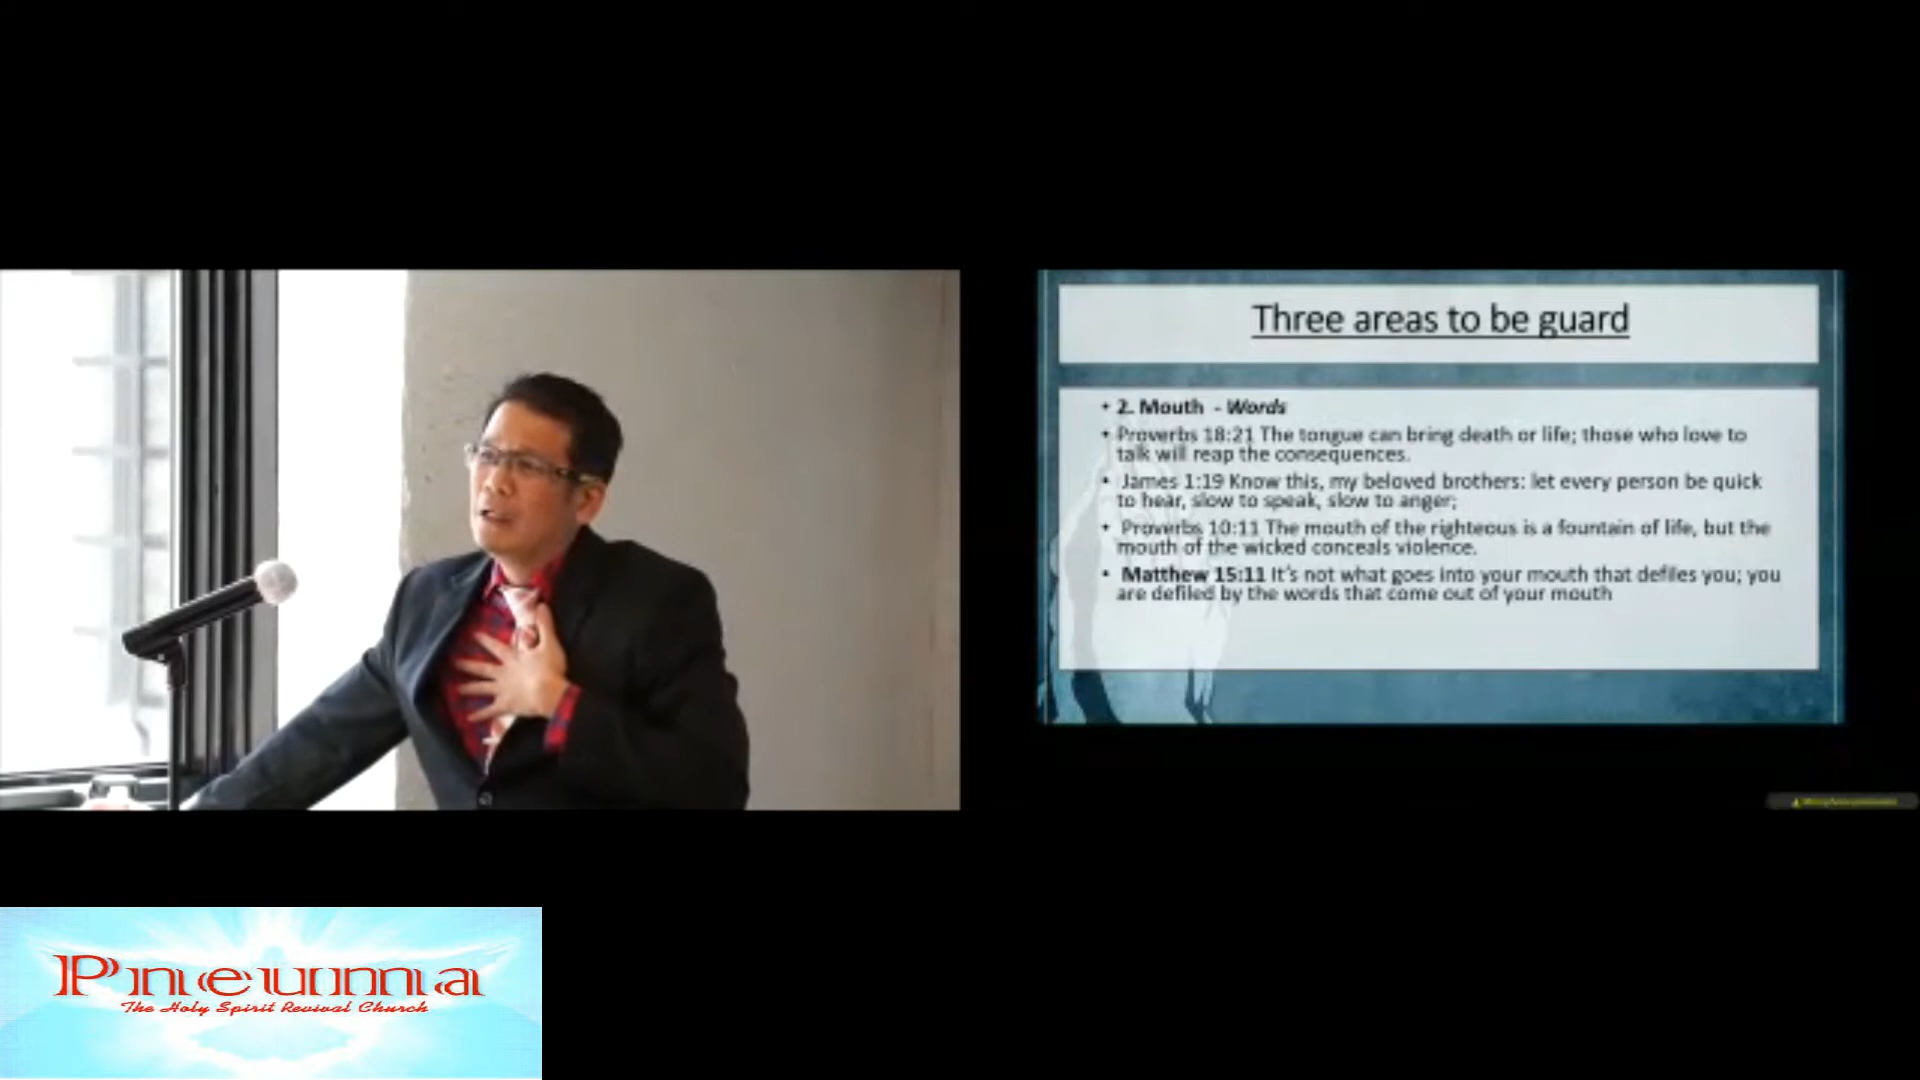 Three areas to be guard
• 2. Mouth - Words
• Proverbs 18:21 The tongue can bring death or life; those who love to
talk will reap the consequences.
• James 1:19 Know this, my beloved brothers: let every person be quick
to hear, slow to speak, slow to anger;
• Proverbs 10:11 The mouth of the righteous is a fountain of life, but the
mouth of the wicked conceals violence.
• Matthew 15:11 It's not what goes into your mouth that defiles you; you
are defiled by the words that come out of your mouth
Pneuma
The Holy Spirit Revival Church